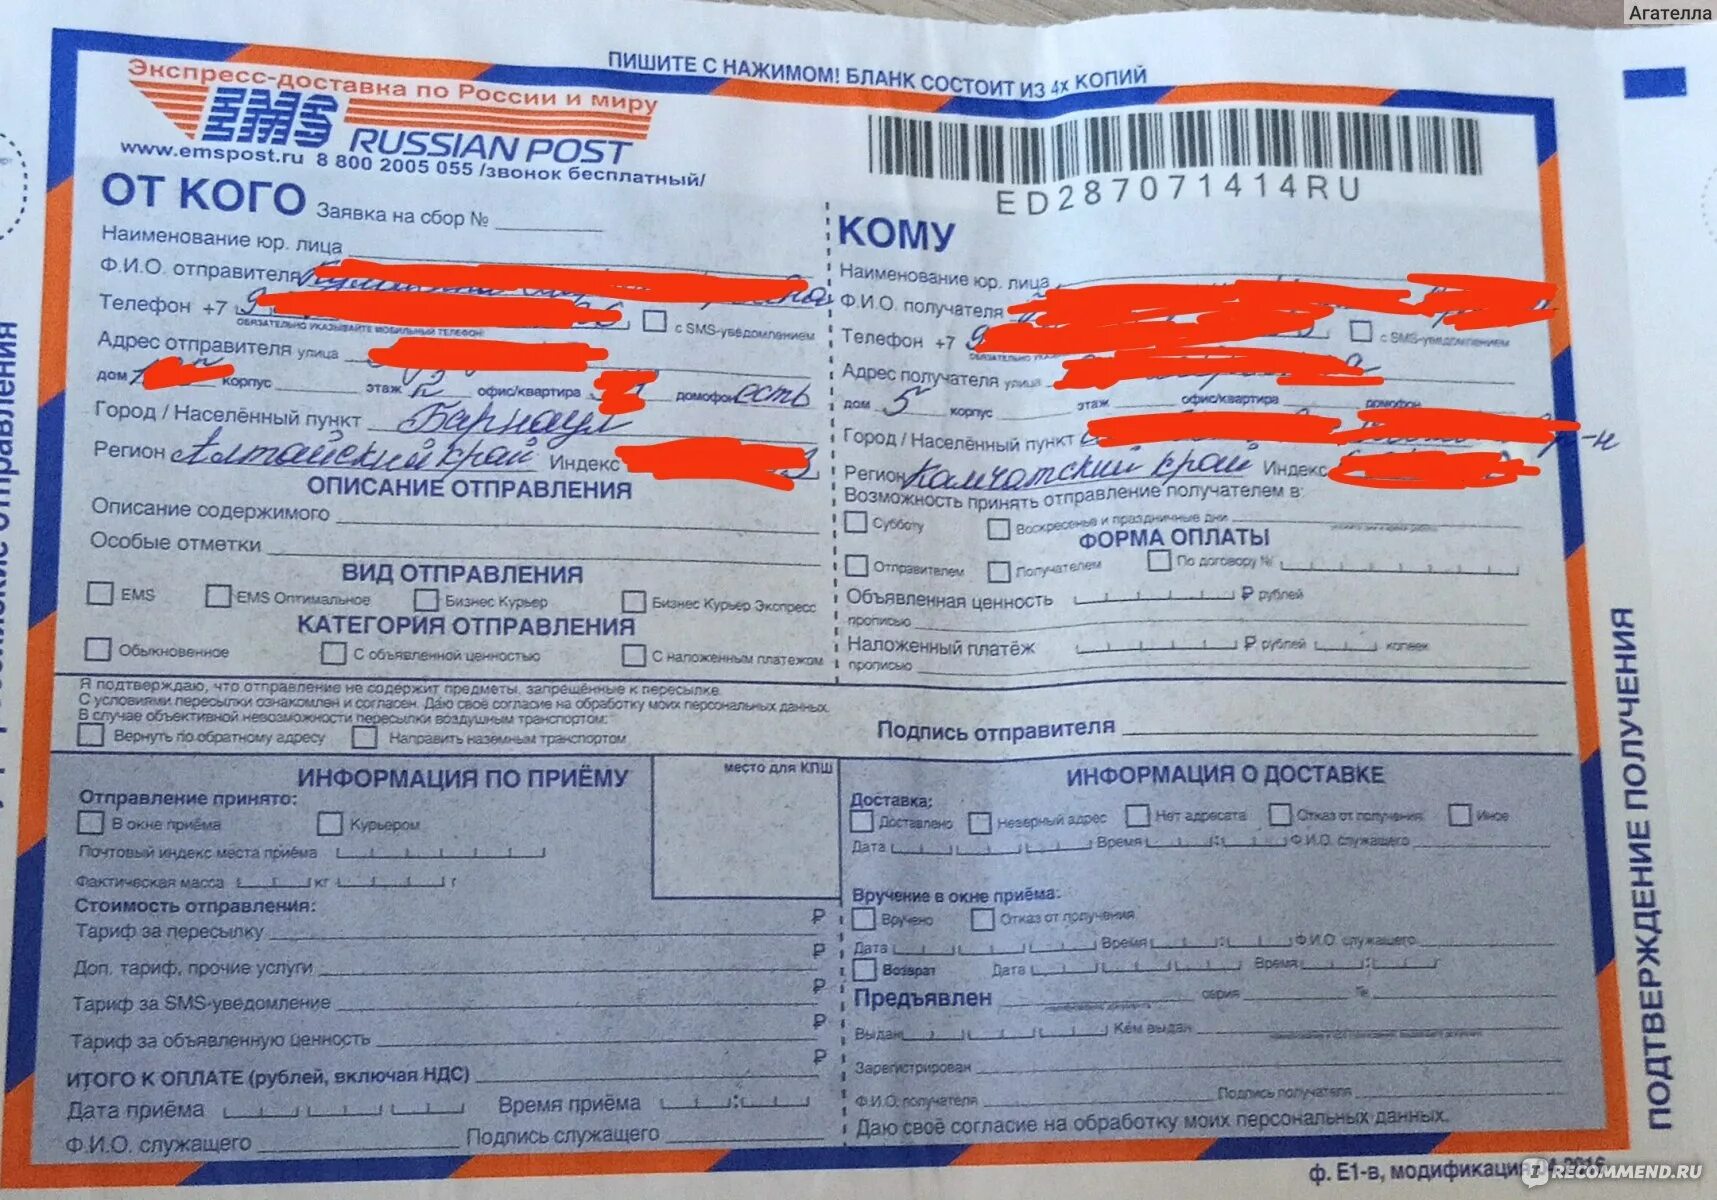 Агателла
ПИШИТЕ С НАЖИМОМ! БЛАНК СОСТОИТ ИЗ 4х КОПИЙ
Экспресс-доставка по России и миру
EMS RUSSIAN POST
www.emspost.ru 8 800 2005 055 /звонок бесплатный/
ED287071414RU
ОТ КОГО Заявка на сбор №
Наименование юр. лица
Ф.И.О. отправителя
Телефон +7
с SMS-уведомлением
ОБЯЗАТЕЛЬНО УКАЗЫВАЙТЕ МОБИЛЬНЫЙ ТЕЛЕФОН!
Адрес отправителя улица
дом корпус этаж 12 офис/квартира домофон есть
Город / Населённый пункт Барнаул
Регион Алтайский край Индекс
ОПИСАНИЕ ОТПРАВЛЕНИЯ
Описание содержимого
Особые отметки
ВИД ОТПРАВЛЕНИЯ
EMS EMS Оптимальное Бизнес Курьер Бизнес Курьер Экспресс
КАТЕГОРИЯ ОТПРАВЛЕНИЯ
Обыкновенное С объявленной ценностью С наложенным платежом
КОМУ
Наименование юр. лица
Ф.И.О. получателя
Телефон +7
с SMS-уведомлением
ОБЯЗАТЕЛЬНО
Адрес получателя улица
дом 5 корпус этаж офис/квартира домофон
Город / Населённый пункт р-н
Регион Камчатский край Индекс
Возможность принять отправление получателем в:
Субботу Воскресенье и праздничные дни
ФОРМА ОПЛАТЫ
Отправителем Получателем По договору №
Объявленная ценность ₽ рублей
прописью
Наложенный платёж ₽ рублей копеек
прописью
Я подтверждаю, что отправление не содержит предметы, запрещённые к пересылке.
С условиями пересылки ознакомлен и согласен. Даю своё согласие на обработку моих персональных данных.
В случае объективной невозможности пересылки воздушным транспортом:
Вернуть по обратному адресу Направить наземным транспортом
Подпись отправителя
ИНФОРМАЦИЯ ПО ПРИЁМУ
место для КПШ
Отправление принято:
В окне приёма Курьером
Почтовый индекс места приёма
Фактическая масса кг г
Стоимость отправления:
Тариф за пересылку ₽
Доп. тариф, прочие услуги ₽
Тариф за SMS-уведомление ₽
Тариф за объявленную ценность ₽
ИТОГО К ОПЛАТЕ (рублей, включая НДС) ₽
Дата приёма Время приёма
Ф.И.О. служащего Подпись служащего
ИНФОРМАЦИЯ О ДОСТАВКЕ
Доставка:
Доставлено Неверный адрес Нет адресата Отказ от получения Иное
Дата Время Ф.И.О. служащего
Вручение в окне приёма:
Вручено Отказ от получения
Дата Время Ф.И.О. служащего
Возврат Дата Время
Предъявлен серия №
Выдан Кем выдан
Зарегистрирован
Ф.И.О. получателя Подпись получателя
Даю своё согласие на обработку моих персональных данных.
ф. Е1-в, модификация
ПОДТВЕРЖДЕНИЕ ПОЛУЧЕНИЯ
RECOMMEND.RU